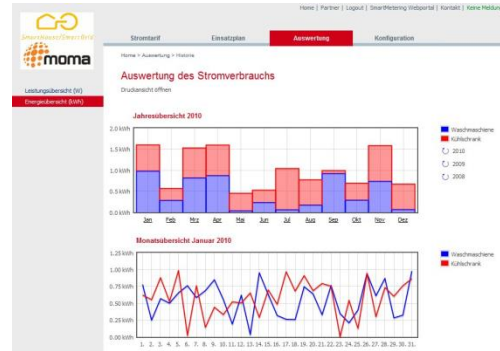 Home | Partner | Logout | SmartMetering Webportal | Kontakt | Keine Meldun
SmartHouse/SmartGrid
moma
Stromtarif Einsatzplan Auswertung Konfiguration
Home > Auswertung > Historie
Auswertung des Stromverbrauchs
Druckansicht öffnen
Leistungsübersicht (W)
Energieübersicht (kWh)
Jahresübersicht 2010
2.0 kWh
1.5 kWh
1.0 kWh
0.5 kWh
0.0 kWh
Jan Feb Mrz Apr Mai Jun Jul Aug Sep Okt Nov Dez
Waschmaschine
Kühlschrank
2010
2009
2008
Monatsübersicht Januar 2010
1.25 kWh
1.00 kWh
0.75 kWh
0.50 kWh
0.25 kWh
0.00 kWh
1. 2. 3. 4. 5. 6. 7. 8. 9. 10. 11. 12. 13. 14. 15. 16. 17. 18. 19. 20. 21. 22. 23. 24. 25. 26. 27. 28. 29. 30. 31.
Waschmaschine
Kühlschrank